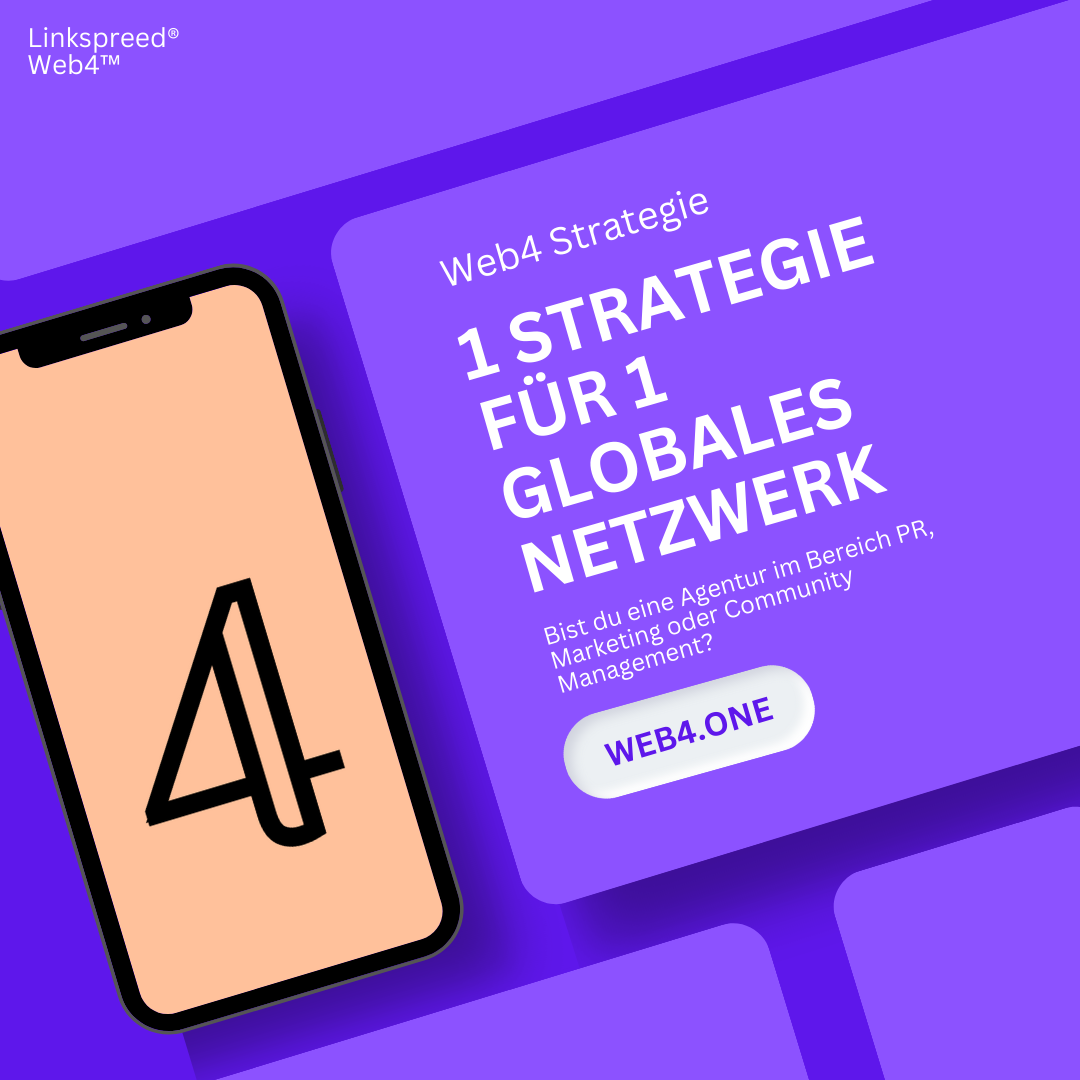 Linkspreed®
Web4™
Web4 Strategie
1 STRATEGIE
FÜR 1
GLOBALES
NETZWERK
Bist du eine Agentur im Bereich PR,
Marketing oder Community
Management?
WEB4.ONE
4